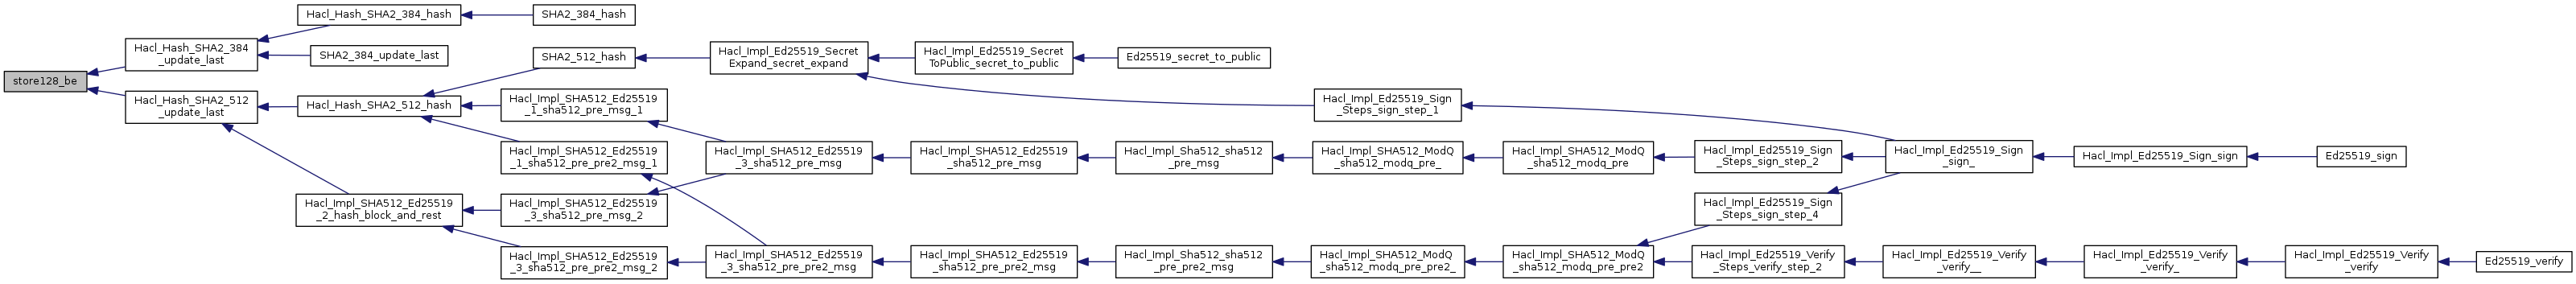 store128_be
Hacl_Hash_SHA2_384
_update_last
Hacl_Hash_SHA2_512
_update_last
Hacl_Hash_SHA2_384_hash
SHA2_384_update_last
Hacl_Hash_SHA2_512_hash
Hacl_Impl_SHA512_Ed25519
_2_hash_block_and_rest
SHA2_384_hash
SHA2_512_hash
Hacl_Impl_SHA512_Ed25519
_1_sha512_pre_msg_1
Hacl_Impl_SHA512_Ed25519
_1_sha512_pre_pre2_msg_1
Hacl_Impl_SHA512_Ed25519
_3_sha512_pre_msg_2
Hacl_Impl_SHA512_Ed25519
_3_sha512_pre_pre2_msg_2
Hacl_Impl_Ed25519_Secret
Expand_secret_expand
Hacl_Impl_SHA512_Ed25519
_3_sha512_pre_msg
Hacl_Impl_SHA512_Ed25519
_3_sha512_pre_pre2_msg
Hacl_Impl_Ed25519_Secret
ToPublic_secret_to_public
Hacl_Impl_SHA512_Ed25519
_sha512_pre_msg
Hacl_Impl_SHA512_Ed25519
_sha512_pre_pre2_msg
Ed25519_secret_to_public
Hacl_Impl_Sha512_sha512
_pre_msg
Hacl_Impl_Sha512_sha512
_pre_pre2_msg
Hacl_Impl_Ed25519_Sign
_Steps_sign_step_1
Hacl_Impl_SHA512_ModQ
_sha512_modq_pre_
Hacl_Impl_SHA512_ModQ
_sha512_modq_pre_pre2_
Hacl_Impl_SHA512_ModQ
_sha512_modq_pre
Hacl_Impl_SHA512_ModQ
_sha512_modq_pre_pre2
Hacl_Impl_Ed25519_Sign
_Steps_sign_step_2
Hacl_Impl_Ed25519_Sign
_Steps_sign_step_4
Hacl_Impl_Ed25519_Verify
_Steps_verify_step_2
Hacl_Impl_Ed25519_Sign
_sign_
Hacl_Impl_Ed25519_Verify
_verify__
Hacl_Impl_Ed25519_Sign_sign
Hacl_Impl_Ed25519_Verify
_verify_
Ed25519_sign
Hacl_Impl_Ed25519_Verify
_verify
Ed25519_verify